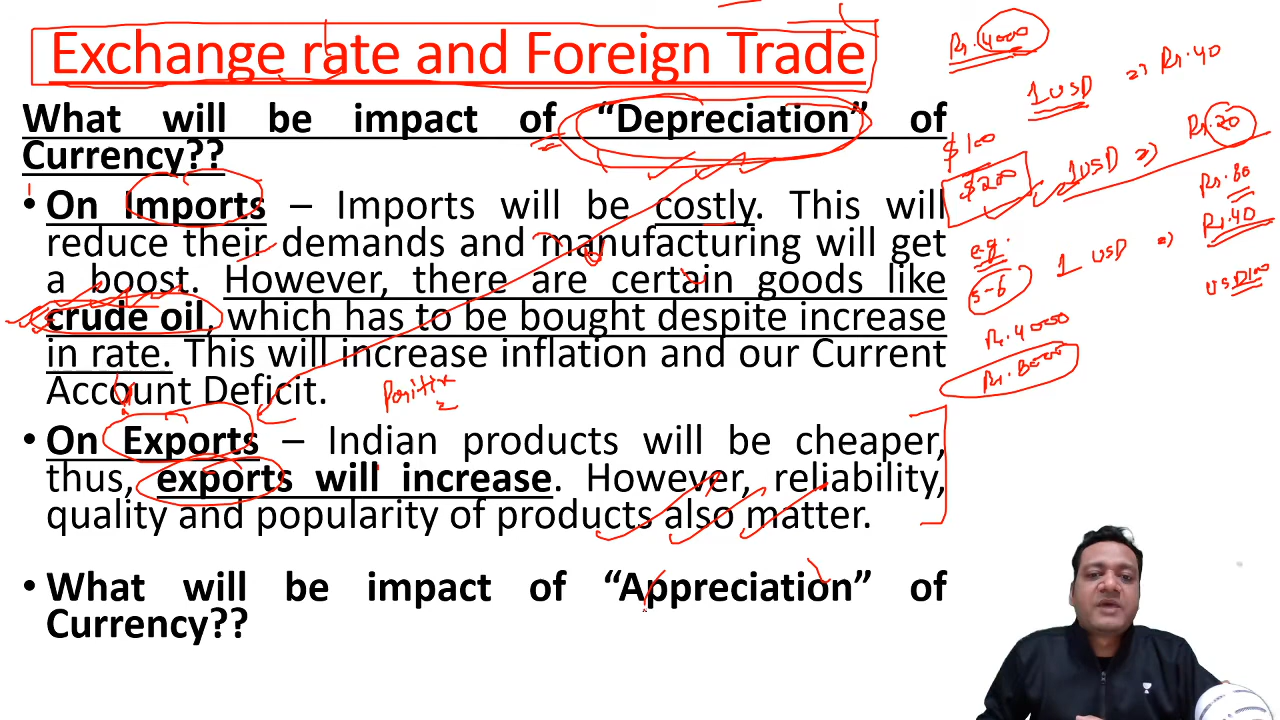 Exchange rate and Foreign Trade
What will be impact of “Depreciation” of
Currency??
• On Imports – Imports will be costly. This will
reduce their demands and manufacturing will get
a boost. However, there are certain goods like
crude oil, which has to be bought despite increase
in rate. This will increase inflation and our Current
Account Deficit.
• On Exports – Indian products will be cheaper,
thus, exports will increase. However, reliability,
quality and popularity of products also matter.
• What will be impact of “Appreciation” of
Currency??
Rs. 4000
1 USD => Rs. 40
$100
1 USD => Rs. 20
$200
Rs. 80
Rs. 40
e.g.
1 USD =>
5-6
USD 100
Rs. 4000
Rs. 8000